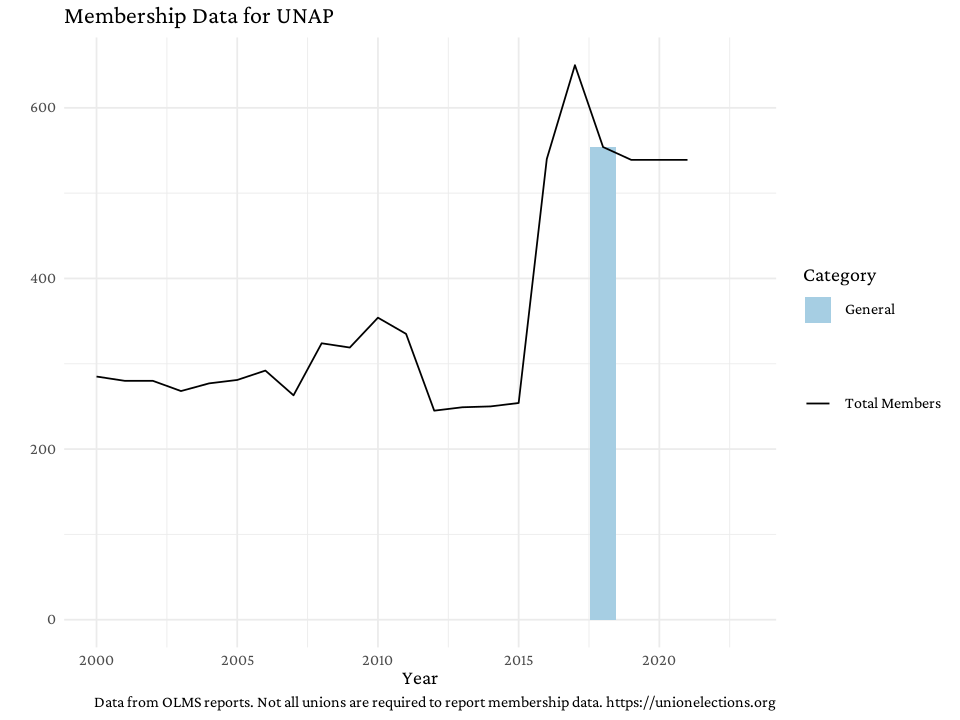 Membership Data for UNAP
600
400
200
0
2000 2005 2010 2015 2020
Year
Category
General
Total Members
Data from OLMS reports. Not all unions are required to report membership data. https://unionelections.org